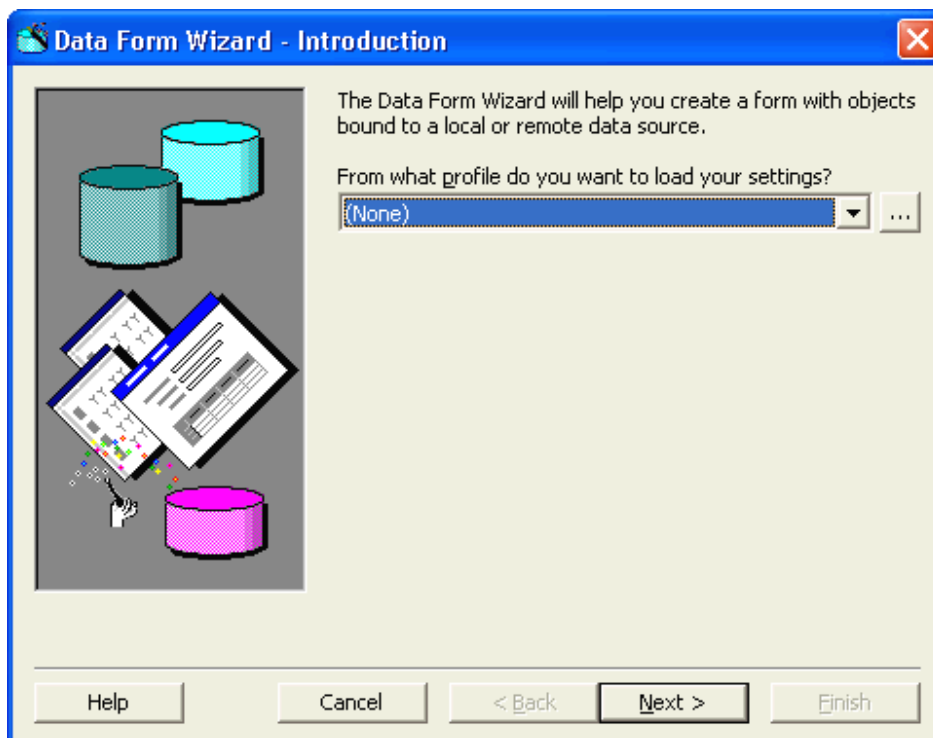 Data Form Wizard - Introduction
The Data Form Wizard will help you create a form with objects
bound to a local or remote data source.
From what profile do you want to load your settings?
(None)
...
Help
Cancel
< Back
Next >
Finish